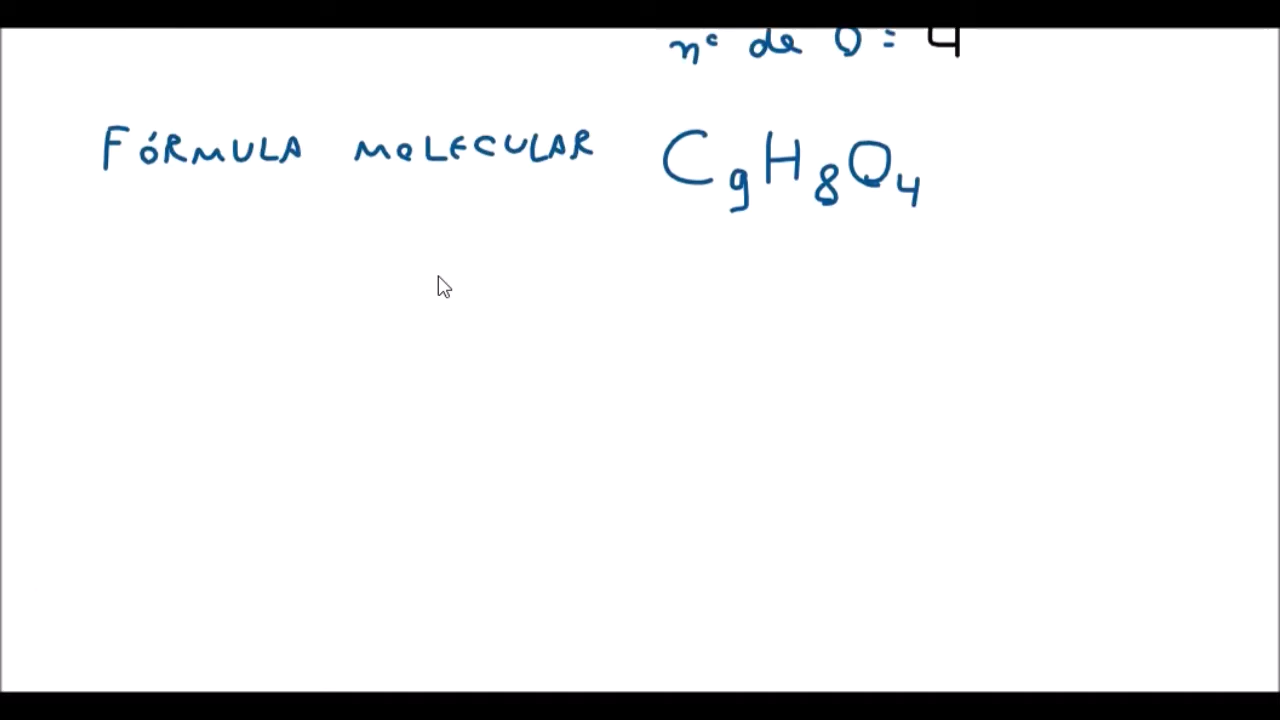 nº de O = 4
FÓRMULA MOLECULAR C₉H₈O₄